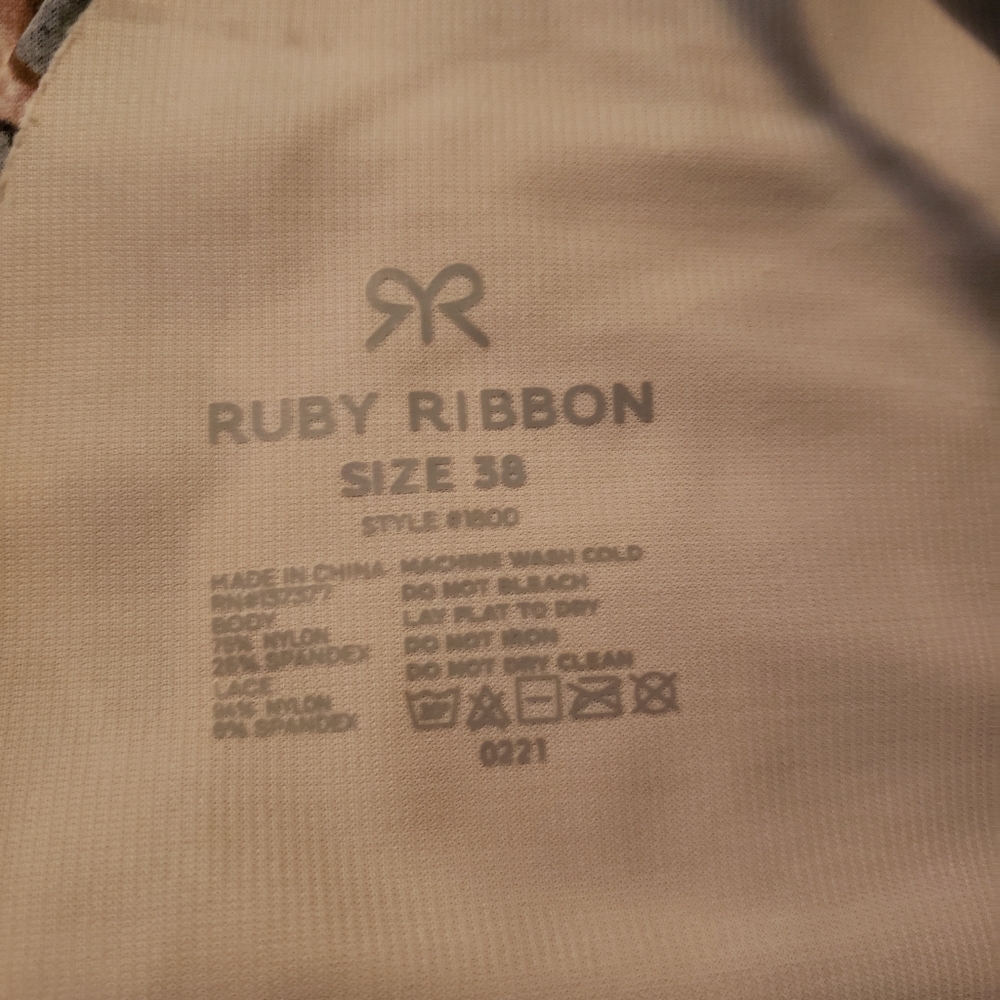 RUBY RIBBON
SIZE 38
STYLE #1800
MADE IN CHINA
BODY
NYLON
SPANDEX
LACE
NYLON
SPANDEX
MACHINE WASH COLD
DO NOT BLEACH
LAY FLAT TO DRY
DO NOT IRON
DO NOT DRY CLEAN
0221